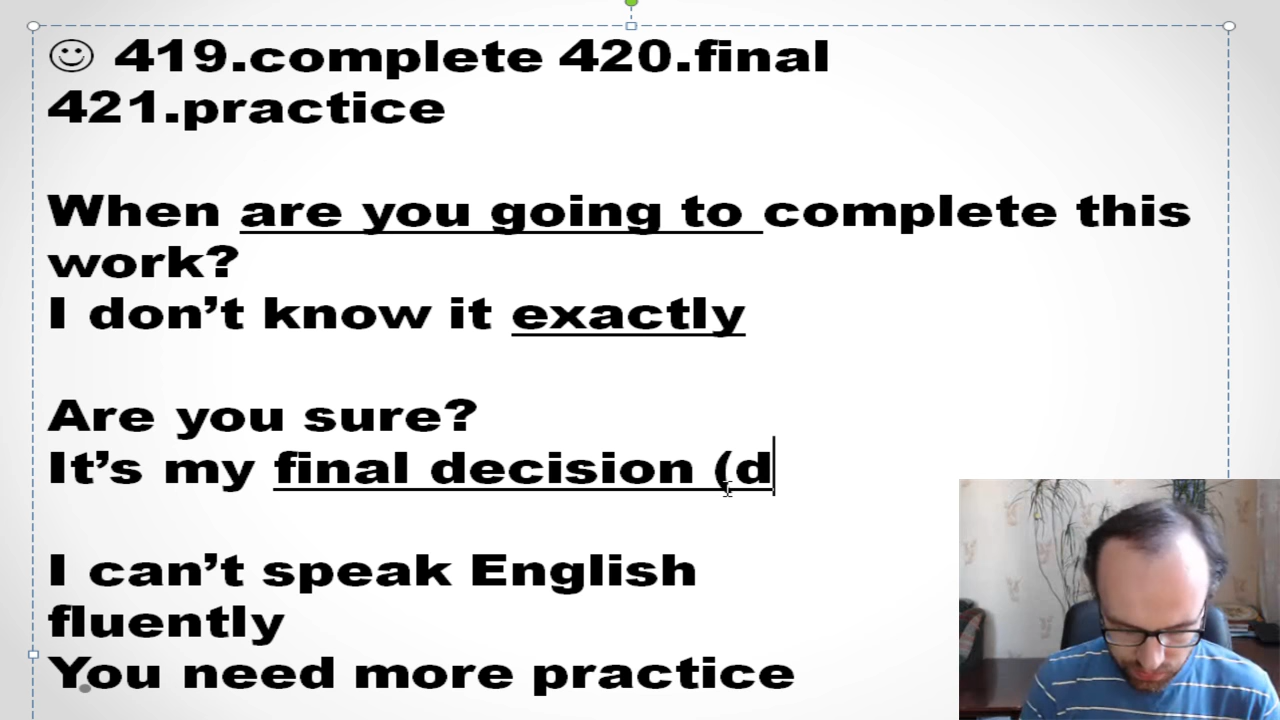 ☺ 419.complete 420.final
421.practice
When are you going to complete this
work?
I don’t know it exactly
Are you sure?
It’s my final decision (d
I can’t speak English
fluently
You need more practice